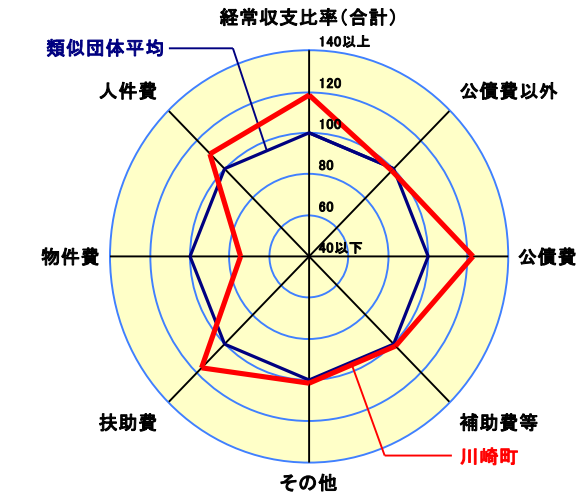 経常収支比率(合計)
140以上
類似団体平均
人件費
120
公債費以外
100
80
60
物件費
40以下
公債費
扶助費
補助費等
川崎町
その他